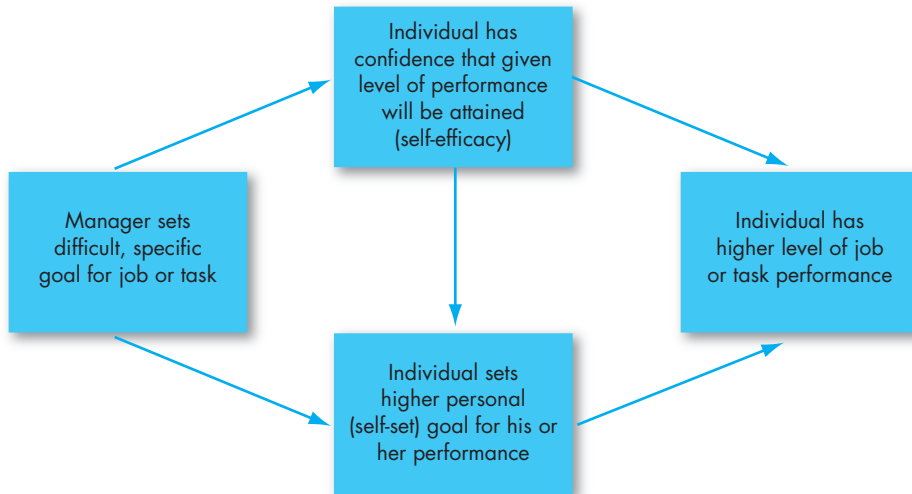 Individual has
confidence that given
level of performance
will be attained
(self-efficacy)
Manager sets
difficult, specific
goal for job or task
Individual has
higher level of job
or task performance
Individual sets
higher personal
(self-set) goal for his or
her performance